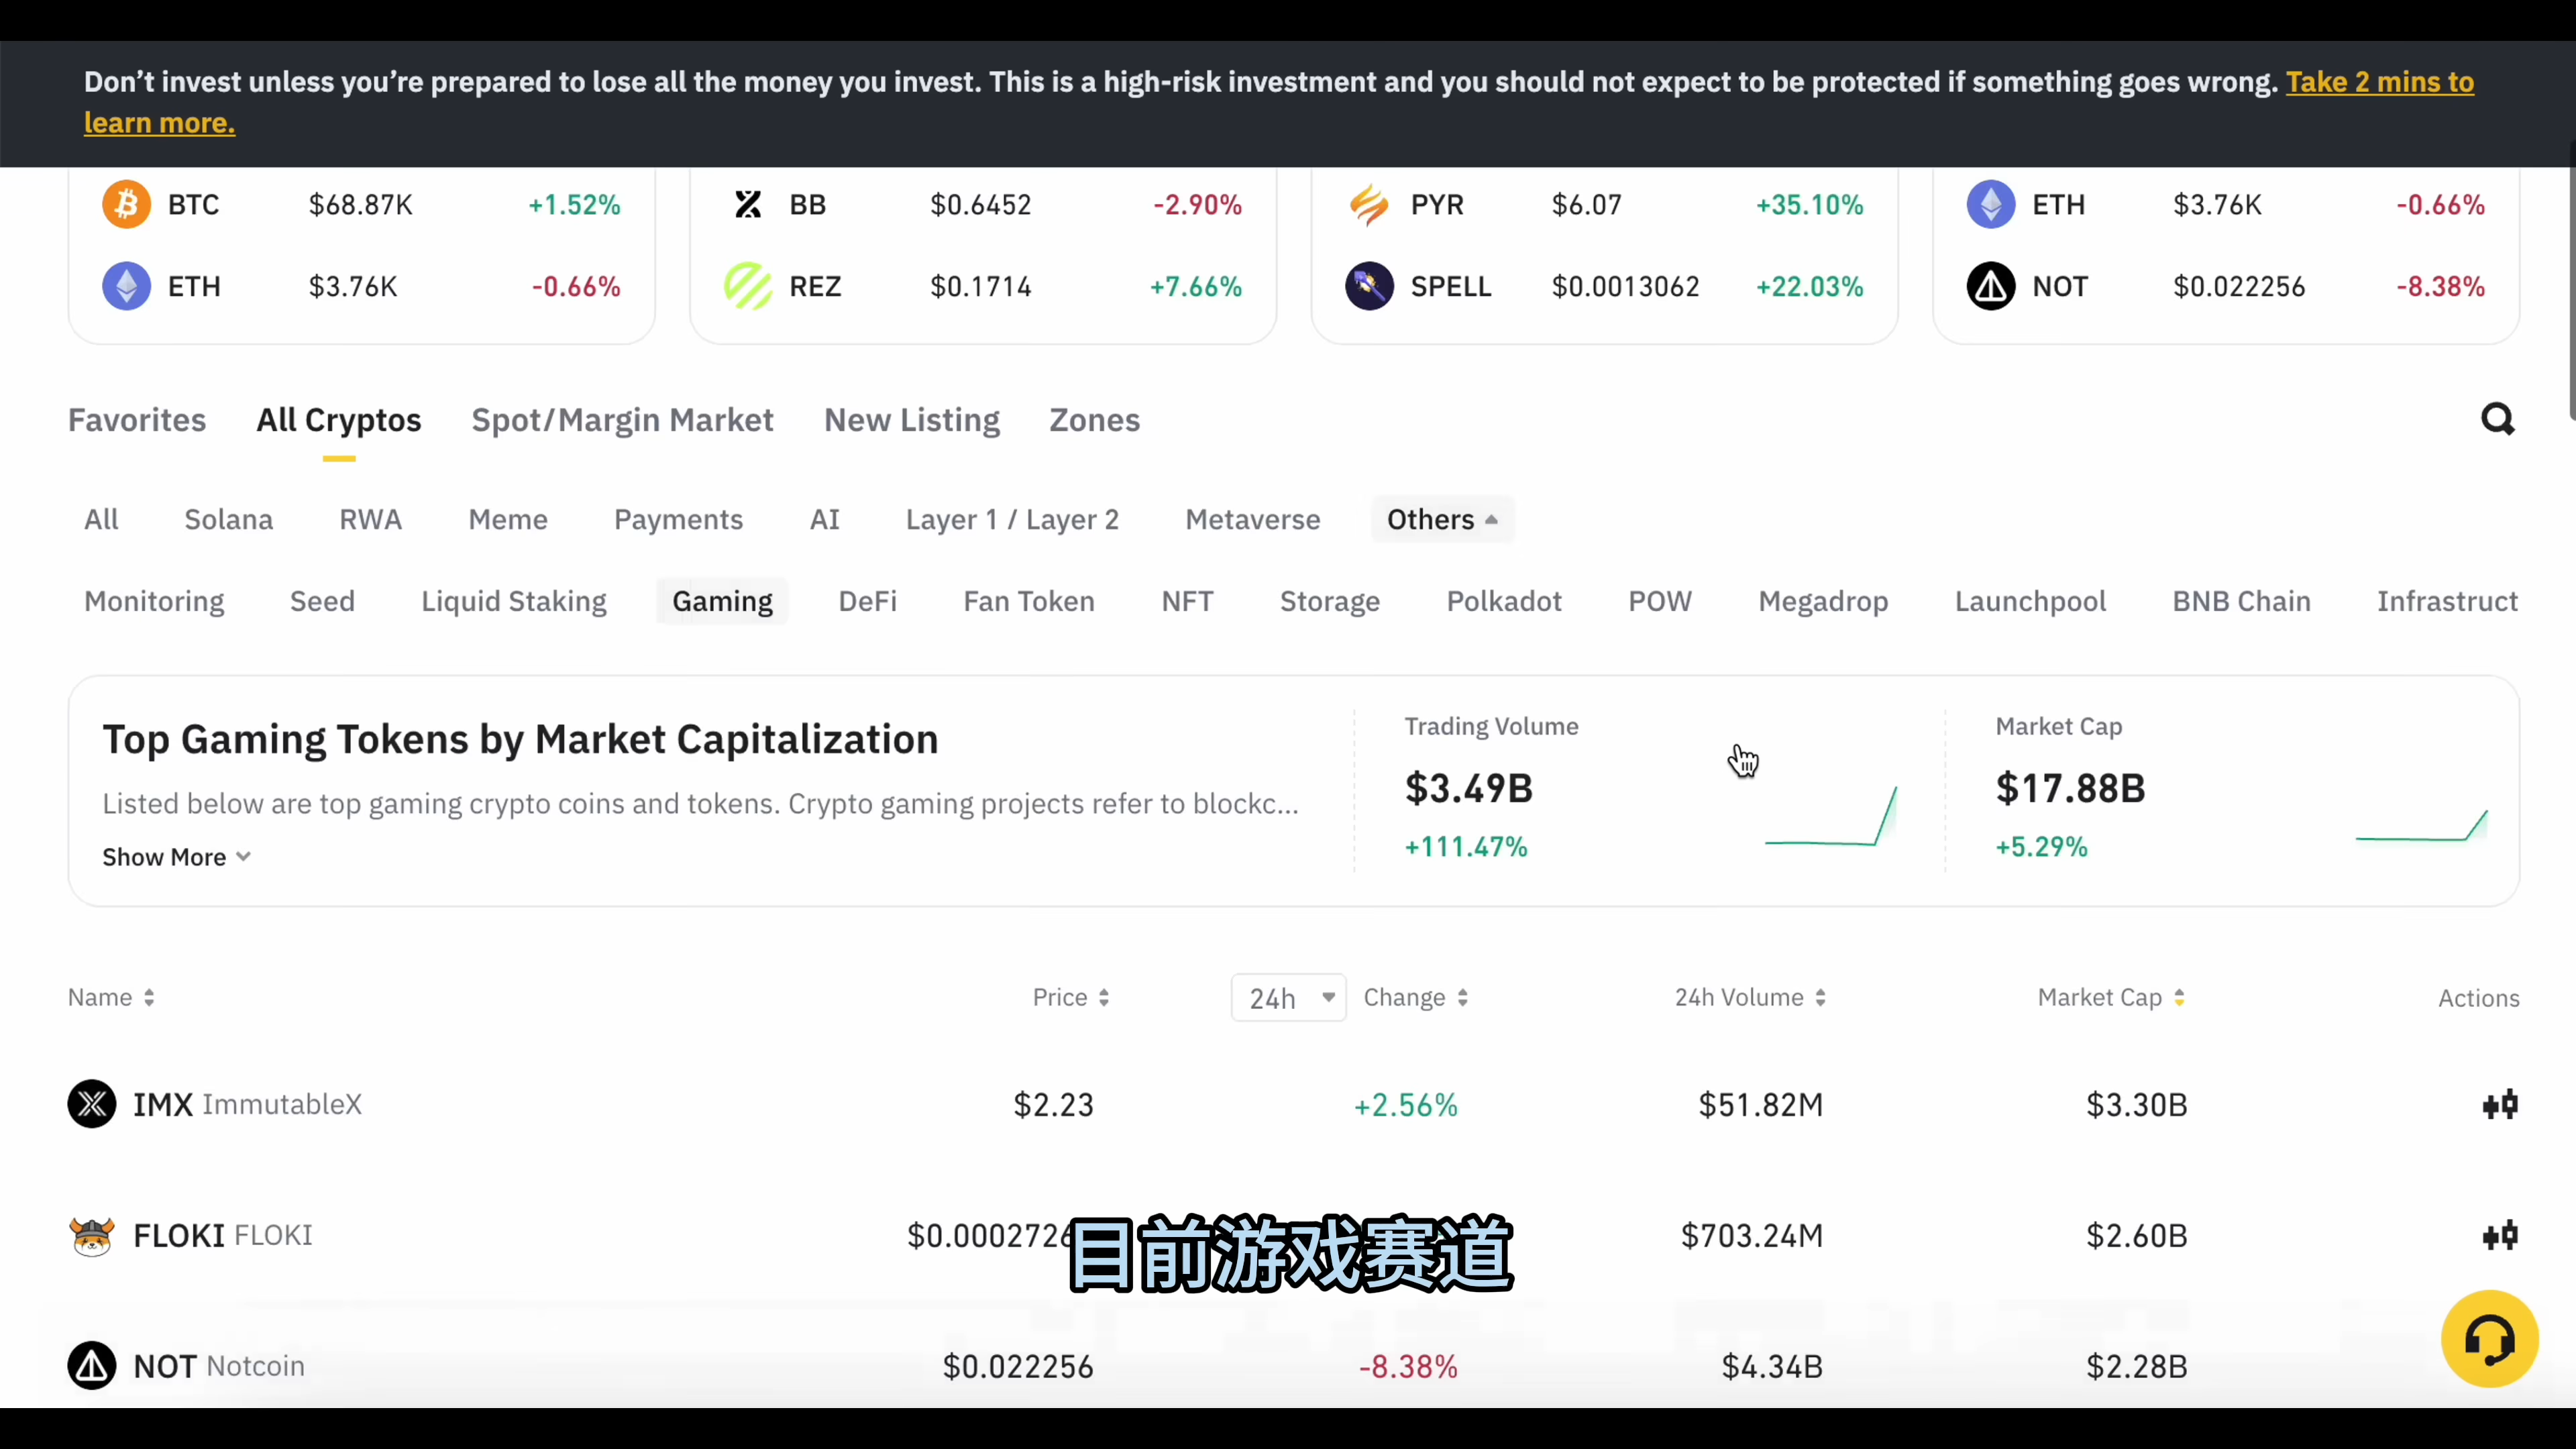 Don’t invest unless you’re prepared to lose all the money you invest. This is a high-risk investment and you should not expect to be protected if something goes wrong. Take 2 mins to
learn more.
BTC $68.87K +1.52% BB $0.6452 -2.90% PYR $6.07 +35.10% ETH $3.76K -0.66%
ETH $3.76K -0.66% REZ $0.1714 +7.66% SPELL $0.0013062 +22.03% NOT $0.022256 -8.38%
Favorites All Cryptos Spot/Margin Market New Listing Zones
All Solana RWA Meme Payments AI Layer 1 / Layer 2 Metaverse Others
Monitoring Seed Liquid Staking Gaming DeFi Fan Token NFT Storage Polkadot POW Megadrop Launchpool BNB Chain Infrastruct
Top Gaming Tokens by Market Capitalization
Listed below are top gaming crypto coins and tokens. Crypto gaming projects refer to blockc...
Show More
Trading Volume
$3.49B
+111.47%
Market Cap
$17.88B
+5.29%
Name Price 24h Change 24h Volume Market Cap Actions
IMX ImmutableX $2.23 +2.56% $51.82M $3.30B
FLOKI FLOKI $0.0002726 $703.24M $2.60B
目前游戏赛道
NOT Notcoin $0.022256 -8.38% $4.34B $2.28B